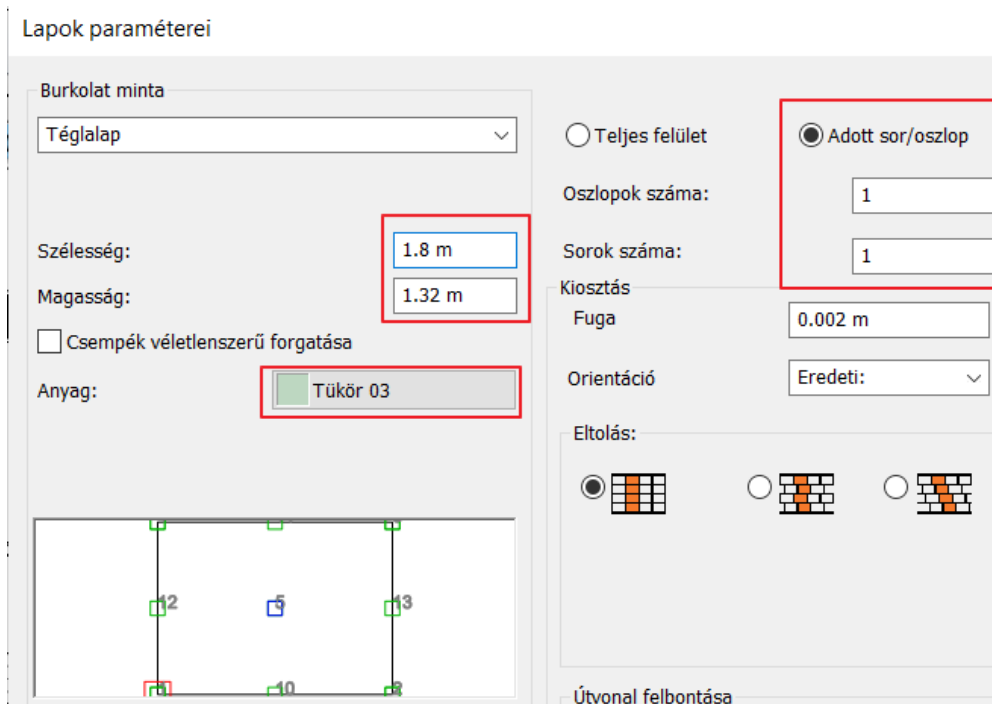 Lapok paraméterei
Burkolat minta
Téglalap
Szélesség:
1.8 m
Magasság:
1.32 m
Csempék véletlenszerű forgatása
Anyag:
Tükör 03
12
5
13
10
Teljes felület
Adott sor/oszlop
Oszlopok száma:
1
Sorok száma:
1
Kiosztás
Fuga
0.002 m
Orientáció
Eredeti:
Eltolás:
Útvonal felbontása